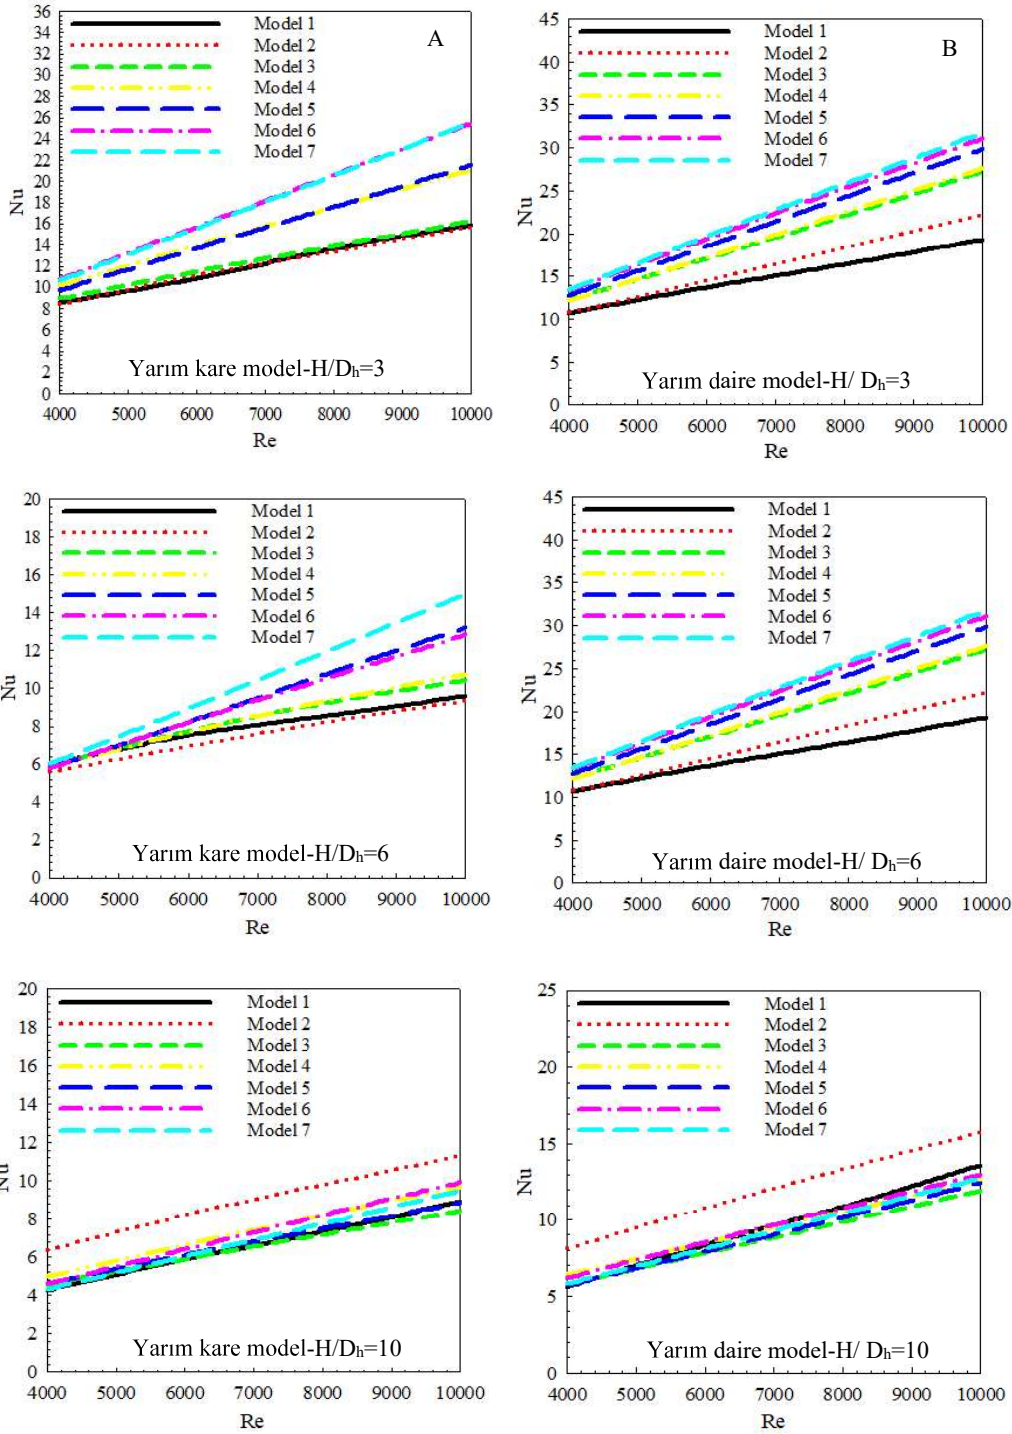 36
34
32
30
28
26
24
22
20
18
16
14
12
10
8
6
4
2
0
Nu
Model 1
Model 2
Model 3
Model 4
Model 5
Model 6
Model 7
A
Yarım kare model-H/Dh=3
4000 5000 6000 7000 8000 9000 10000
Re
45
40
35
30
25
20
15
10
5
0
Nu
Model 1
Model 2
Model 3
Model 4
Model 5
Model 6
Model 7
B
Yarım daire model-H/ Dh=3
4000 5000 6000 7000 8000 9000 10000
Re
20
18
16
14
12
10
8
6
4
2
0
Nu
Model 1
Model 2
Model 3
Model 4
Model 5
Model 6
Model 7
Yarım kare model-H/Dh=6
4000 5000 6000 7000 8000 9000 10000
Re
45
40
35
30
25
20
15
10
5
0
Nu
Model 1
Model 2
Model 3
Model 4
Model 5
Model 6
Model 7
Yarım daire model-H/ Dh=6
4000 5000 6000 7000 8000 9000 10000
Re
20
18
16
14
12
10
8
6
4
2
0
Nu
Model 1
Model 2
Model 3
Model 4
Model 5
Model 6
Model 7
Yarım kare model-H/Dh=10
4000 5000 6000 7000 8000 9000 10000
Re
25
20
15
10
5
0
Nu
Model 1
Model 2
Model 3
Model 4
Model 5
Model 6
Model 7
Yarım daire model-H/ Dh=10
4000 5000 6000 7000 8000 9000 10000
Re